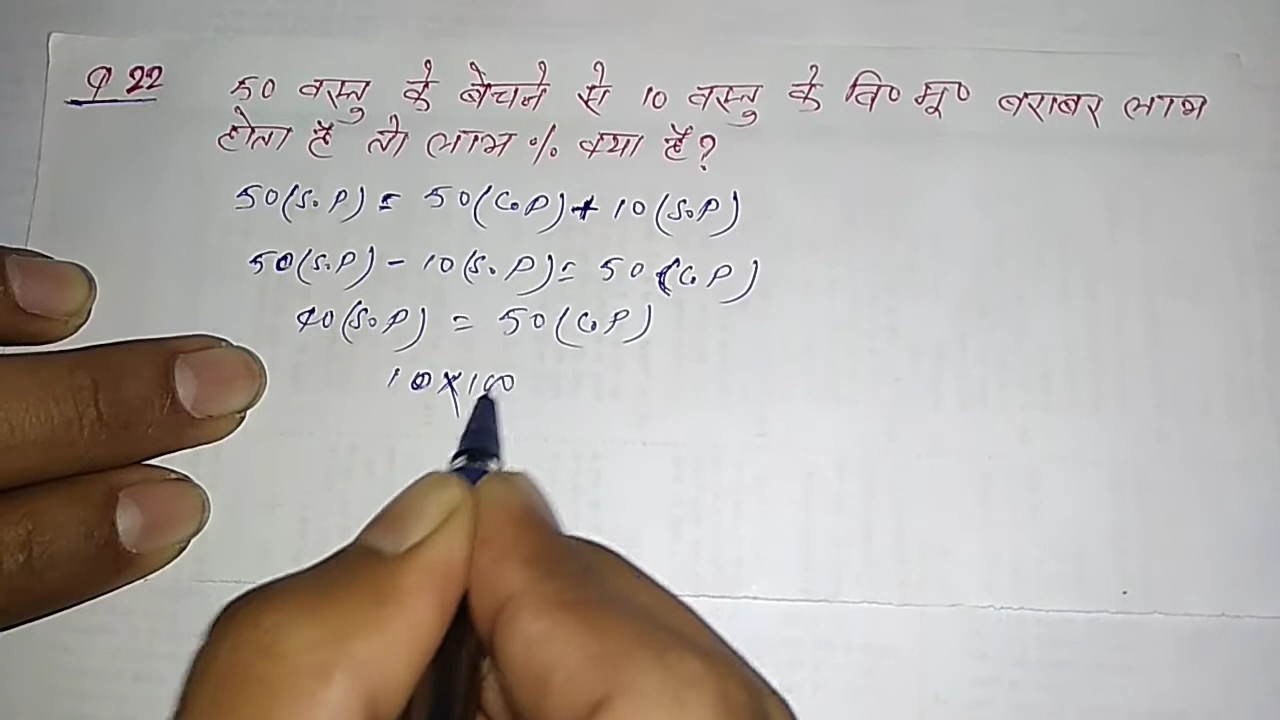 Q 22 50 वस्तु के बेचने से 10 वस्तु के वि० मू० बराबर लाभ
होता है तो लाभ % क्या है?
50(S.P) = 50(C.P) + 10(S.P)
50(S.P) - 10(S.P) = 50(C.P)
40(S.P) = 50(C.P)
10×100